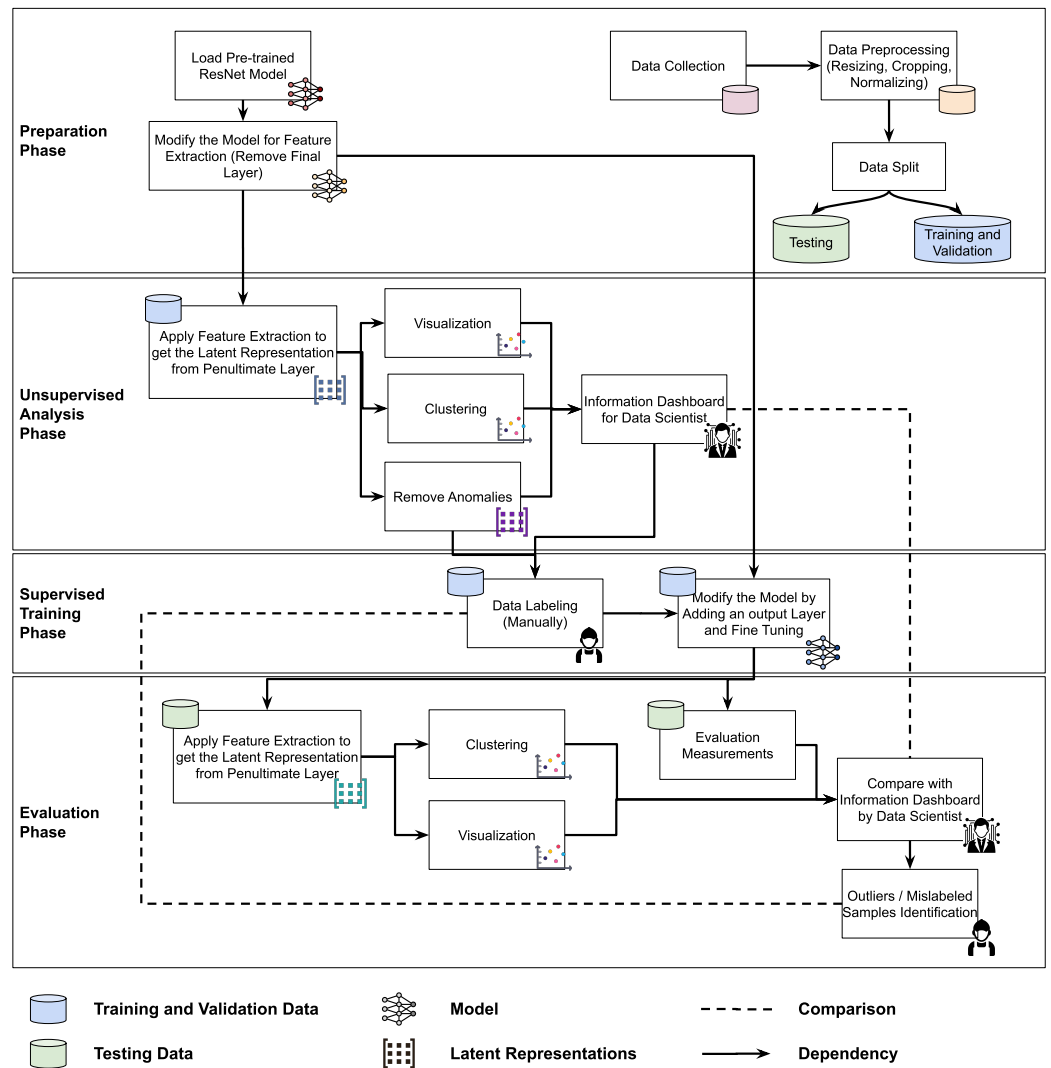 Preparation
Phase
Load Pre-trained
ResNet Model
Data Collection
Data Preprocessing
(Resizing, Cropping,
Normalizing)
Modify the Model for Feature
Extraction (Remove Final
Layer)
Data Split
Testing
Training and
Validation
Unsupervised
Analysis
Phase
Apply Feature Extraction to
get the Latent Representation
from Penultimate Layer
Visualization
Clustering
Remove Anomalies
Information Dashboard
for Data Scientist
Supervised
Training
Phase
Data Labeling
(Manually)
Modify the Model by
Adding an output Layer
and Fine Tuning
Evaluation
Phase
Apply Feature Extraction to
get the Latent Representation
from Penultimate Layer
Clustering
Visualization
Evaluation
Measurements
Compare with
Information Dashboard
by Data Scientist
Outliers / Mislabeled
Samples Identification
Training and Validation Data
Model
Comparison
Testing Data
Latent Representations
Dependency